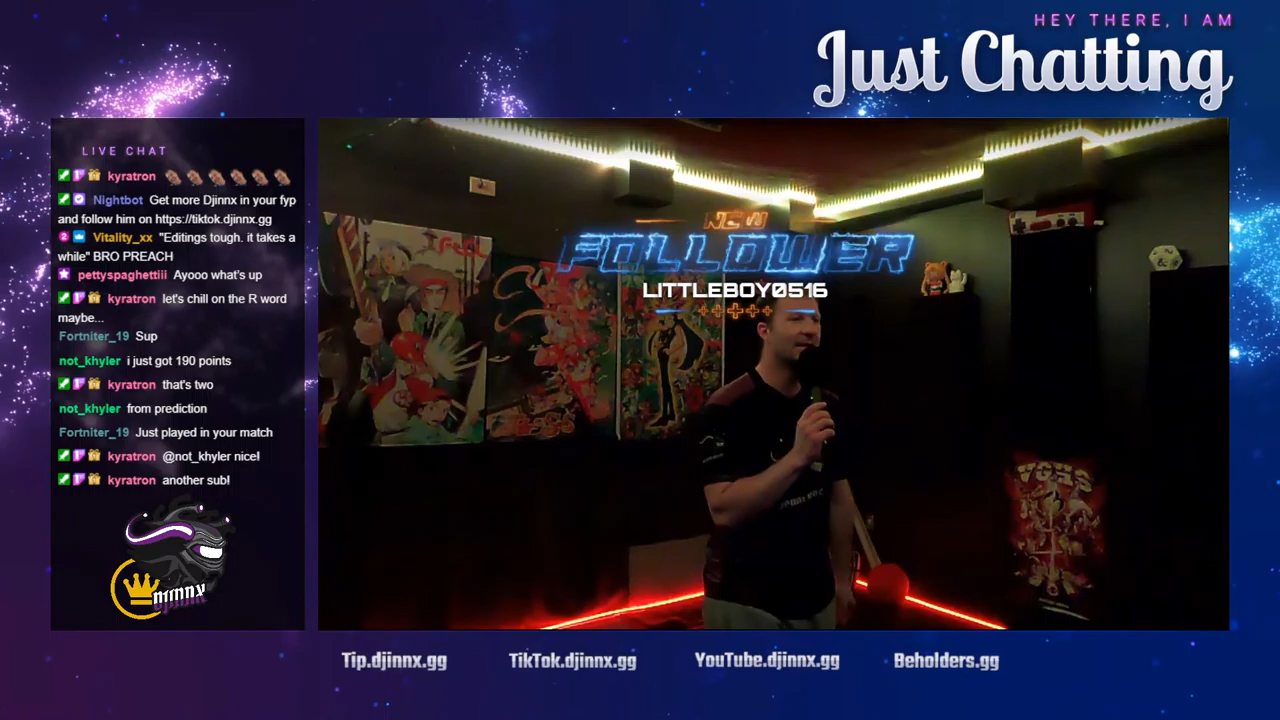 HEY THERE, I AM
Just Chatting
LIVE CHAT
kyratron
Nightbot Get more Djinnx in your fyp
and follow him on https://tiktok.djinnx.gg
2 Vitality_xx "Editings tough. it takes a
while" BRO PREACH
pettyspaghettiii Ayooo what's up
kyratron let's chill on the R word
maybe...
Fortniter_19 Sup
not_khyler i just got 190 points
kyratron that's two
not_khyler from prediction
Fortniter_19 Just played in your match
kyratron @not_khyler nice!
kyratron another sub!
DJINNX
NEW
FOLLOWER
LITTLEBOY0516
VGHS
Tip.djinnx.gg
TikTok.djinnx.gg
YouTube.djinnx.gg
Beholders.gg